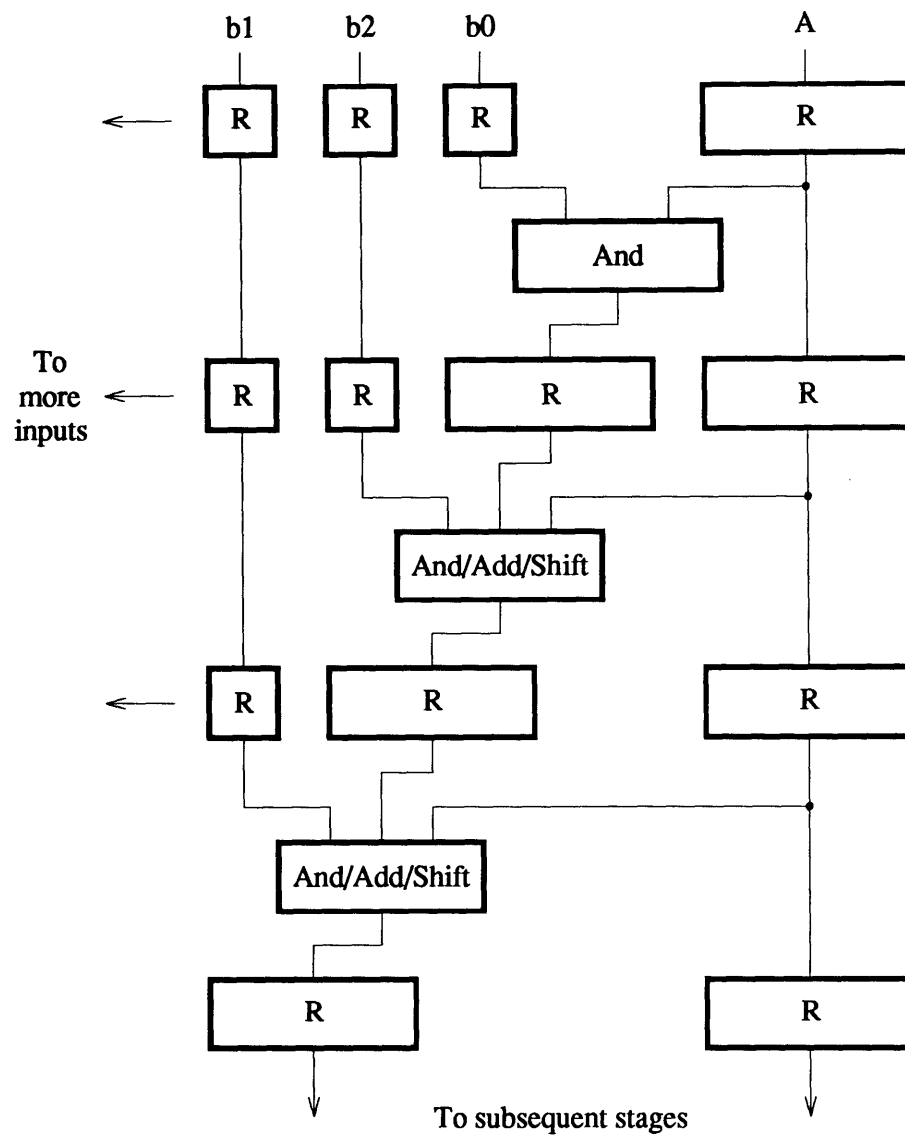 b1 b2 b0 A
R R R R
And
To
more
inputs
R R R R
And/Add/Shift
R R R
And/Add/Shift
R R
To subsequent stages